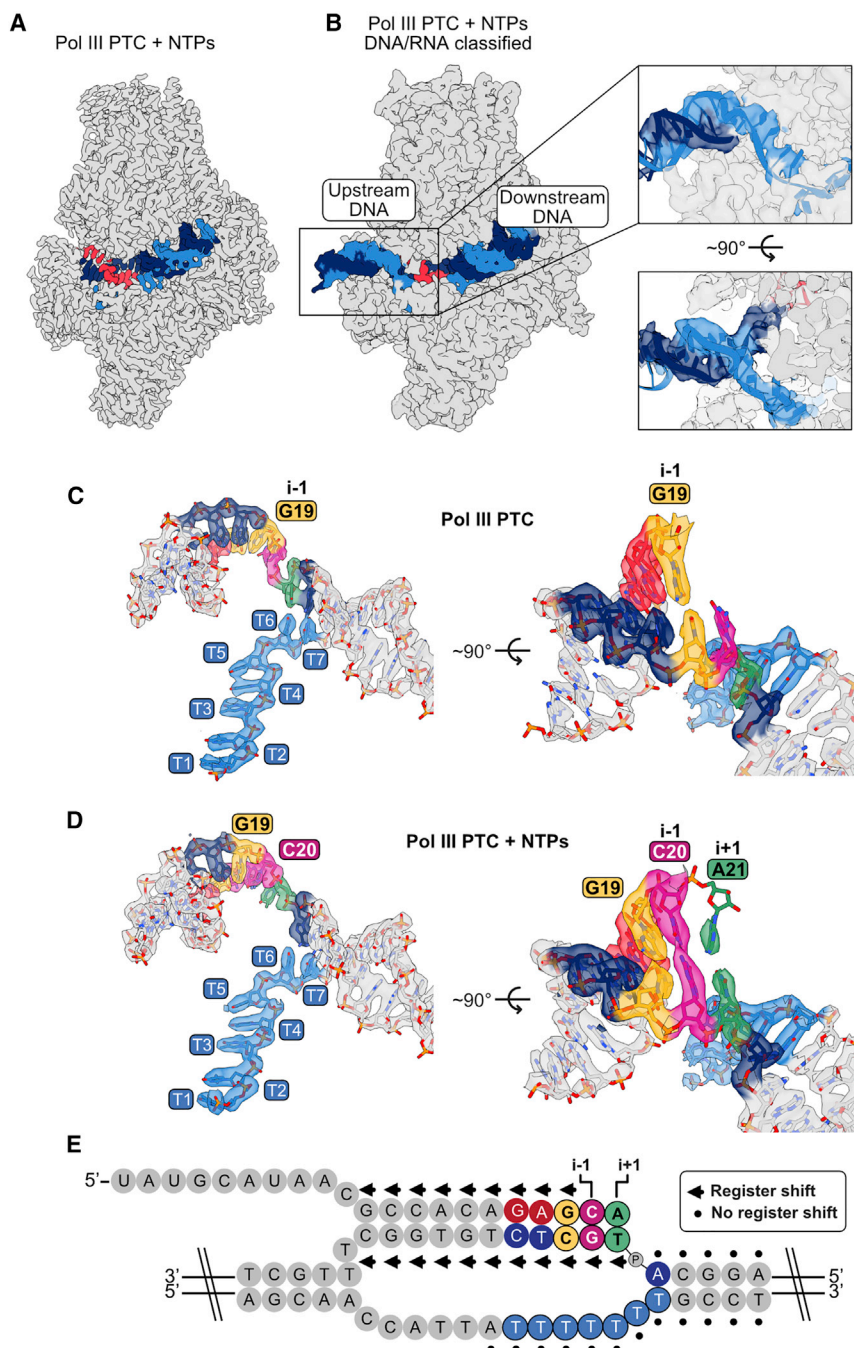 A
Pol III PTC + NTPs
B
Pol III PTC + NTPs
DNA/RNA classified
Upstream
DNA
Downstream
DNA
~90°
C
i-1
G19
T6
T7
T5
T4
T3
T2
T1
Pol III PTC
~90°
i-1
G19
D
G19
C20
T6
T7
T5
T4
T3
T2
T1
Pol III PTC + NTPs
~90°
G19
i-1
C20
i+1
A21
E
i-1
i+1
5’ U A U G C A U A A C G C C A C A G A G C A
T C G G T G T C T C G T P
3’ T C G T T
A C G G A 5’
5’ A G C A A
C C A T T A T T T T T T T G C C T 3’
Register shift
No register shift